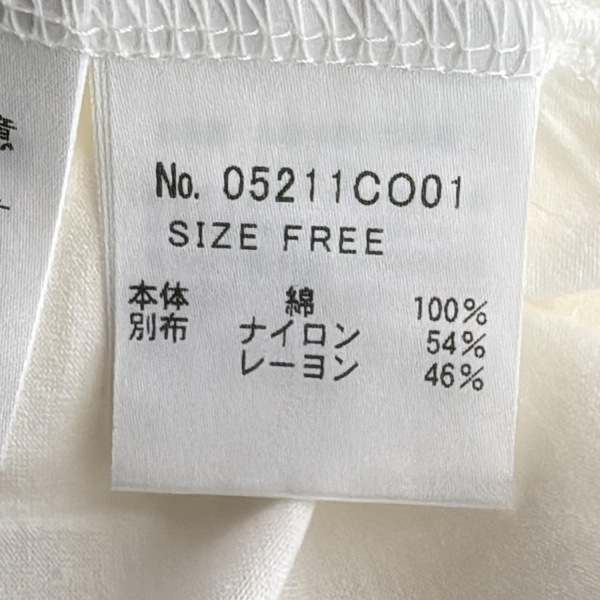 意
No. 05211CO01
SIZE FREE
本体 綿 100%
別布 ナイロン 54%
レーヨン 46%